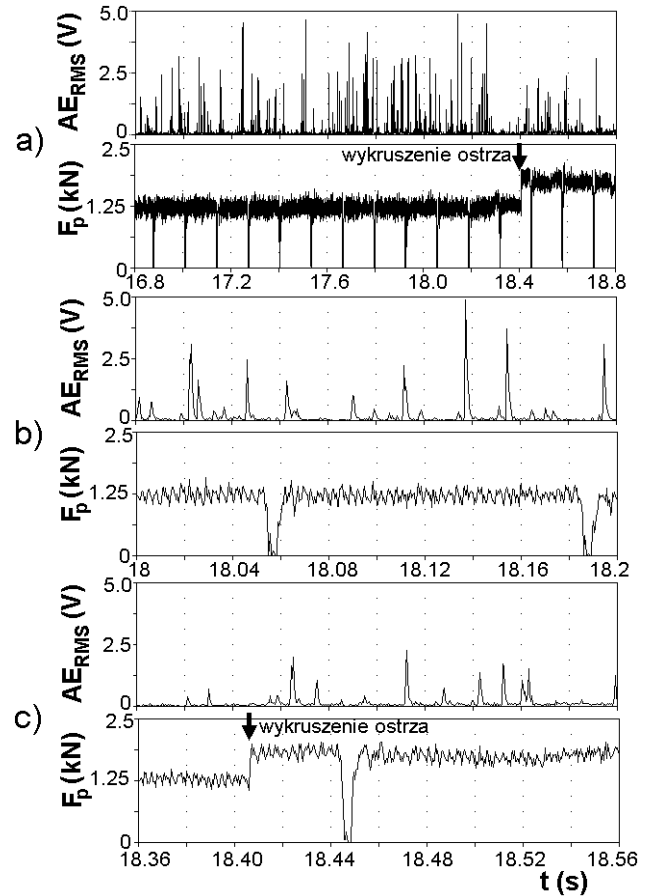 5.0
AE_RMS (V)
2.5
0
a)
2.5
wykruszenie ostrza
F_p (kN)
1.25
0
16.8 17.2 17.6 18.0 18.4 18.8
5.0
AE_RMS (V)
2.5
0
b)
2.5
F_p (kN)
1.25
0
18 18.04 18.08 18.12 18.16 18.2
5.0
AE_RMS (V)
2.5
0
c)
2.5
wykruszenie ostrza
F_p (kN)
1.25
0
18.36 18.40 18.44 18.48 18.52 18.56
t (s)